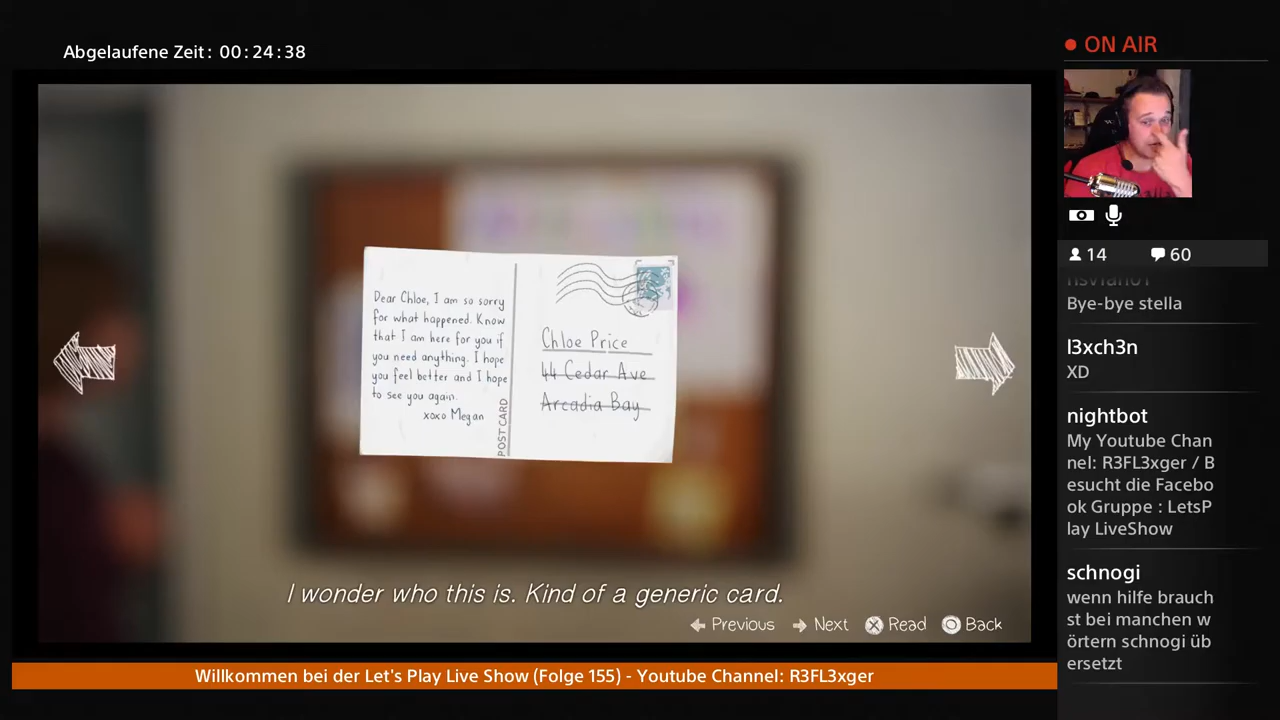 Abgelaufene Zeit: 00:24:38
ON AIR
14 60
Bye-bye stella
l3xch3n
XD
nightbot
My Youtube Chan
nel: R3FL3xger / B
esucht die Facebo
ok Gruppe : LetsP
lay LiveShow
schnogi
wenn hilfe brauch
st bei manchen w
örtern schnogi üb
ersetzt
Dear Chloe, I am so sorry
for what happened. Know
that I am here for you if
you need anything. I hope
you feel better and I hope
to see you again.
xoxo Megan
POST CARD
Chloe Price
44 Cedar Ave
Arcadia Bay
I wonder who this is. Kind of a generic card.
Previous Next Read Back
Willkommen bei der Let's Play Live Show (Folge 155) - Youtube Channel: R3FL3xger